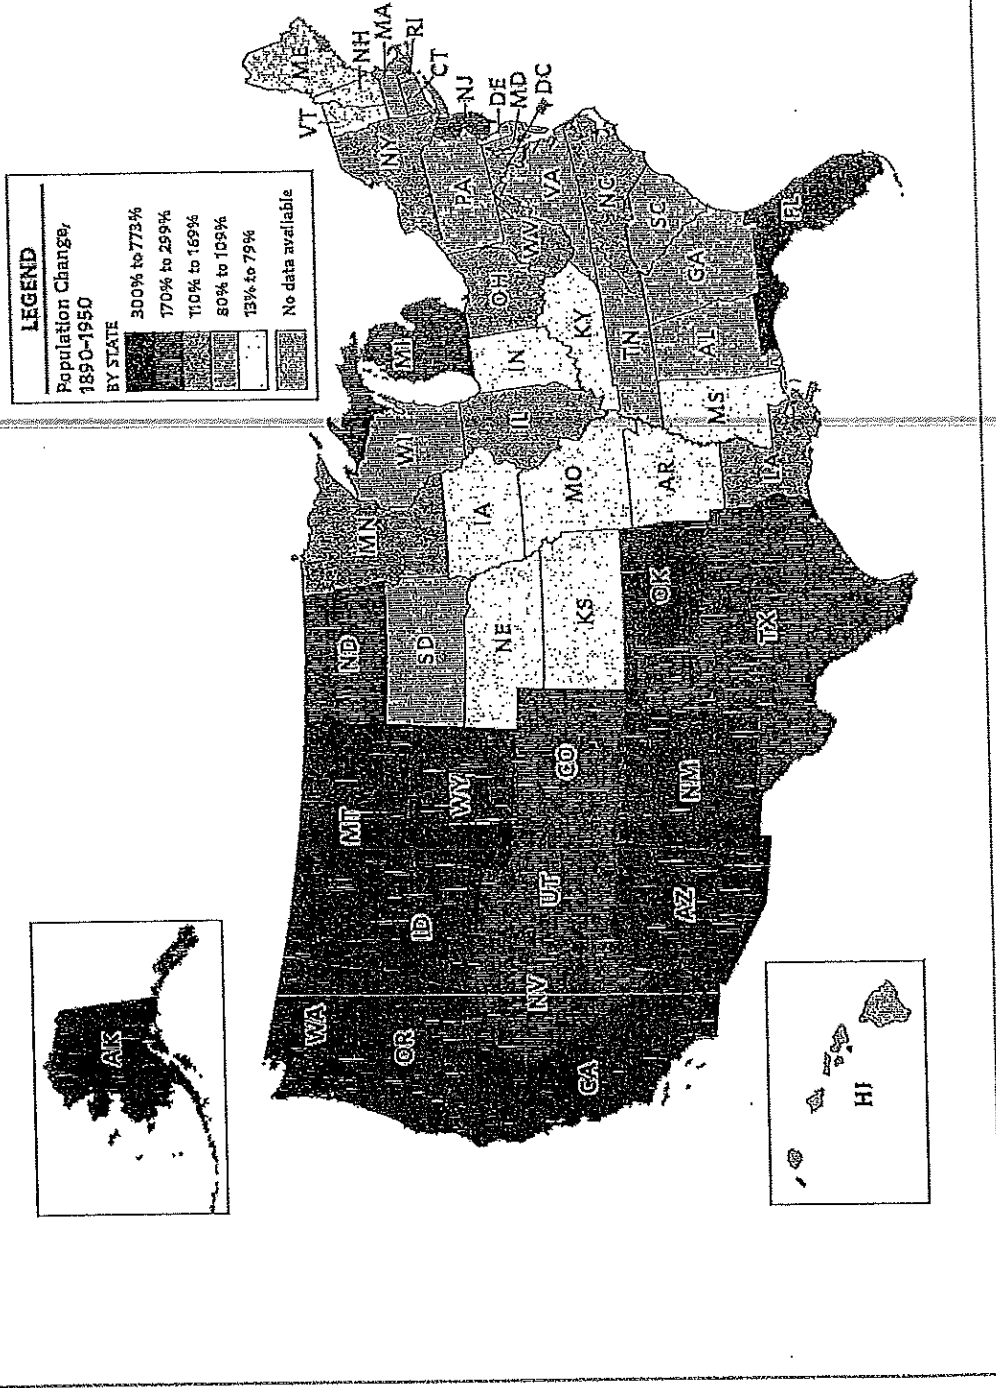 LEGEND
Population Change,
1890–1950
BY STATE
300% to 773%
170% to 299%
110% to 169%
80% to 109%
13% to 79%
No data available
AK
WA
MT
ND
MN
OR
ID
WY
SD
WI
MI
VT
ME
NH
MA
RI
CT
NY
NJ
PA
DE
MD
DC
NV
UT
CO
NE
IA
IL
IN
OH
WV
VA
CA
KS
MO
KY
NC
AZ
NM
OK
AR
TN
SC
TX
LA
MS
AL
GA
FL
HI